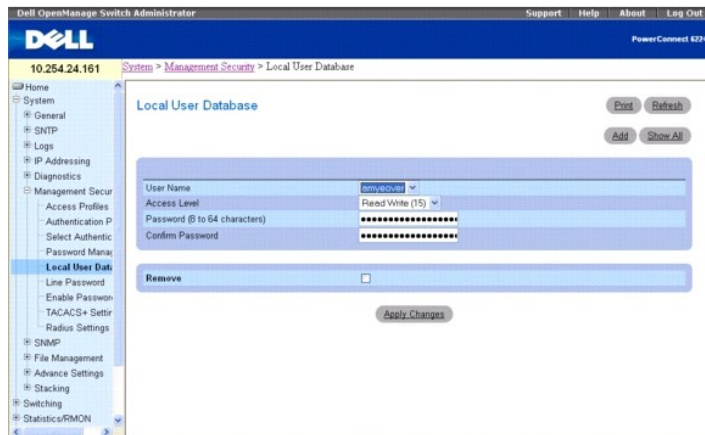 Dell OpenManage Switch Administrator
Support Help About Log Out
DELL
PowerConnect 622
10.254.24.161
System > Management Security > Local User Database
Home
System
General
SNTP
Logs
IP Addressing
Diagnostics
Management Secur
Access Profiles
Authentication P
Select Authentic
Password Manag
Local User Data
Line Password
Enable Passwor
TACACS+ Settin
Radius Settings
SNMP
File Management
Advance Settings
Stacking
Switching
Statistics/RMON
Local User Database
Print Refresh
Add Show All
User Name amyeover
Access Level Read Write (15)
Password (8 to 64 characters) ••••••••••••••••••
Confirm Password ••••••••••••••••••
Remove
Apply Changes